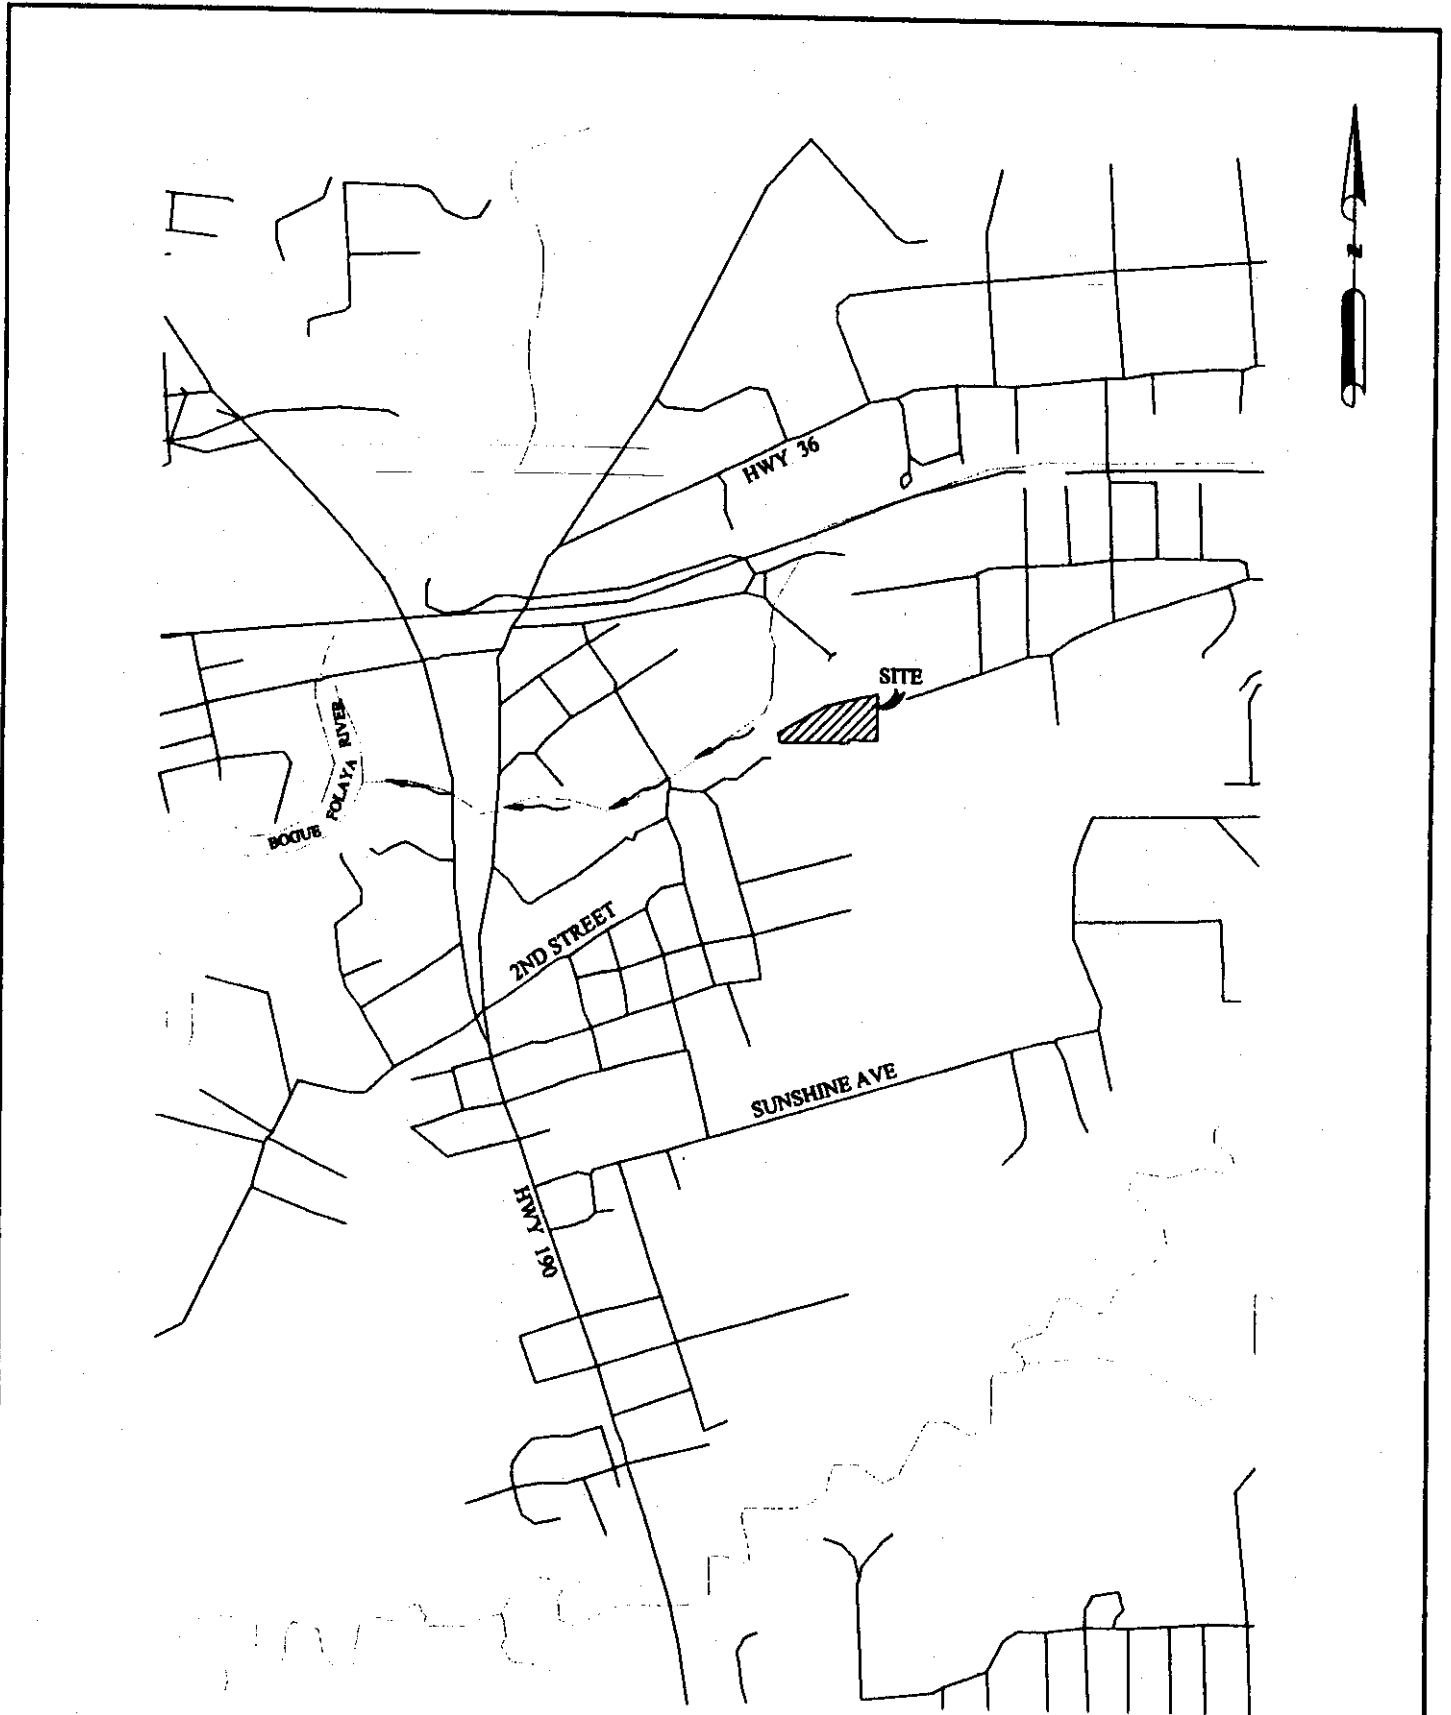 N
HWY 36
SITE
BOGUE FOLAYA RIVER
2ND STREET
SUNSHINE AVE
HWY 190